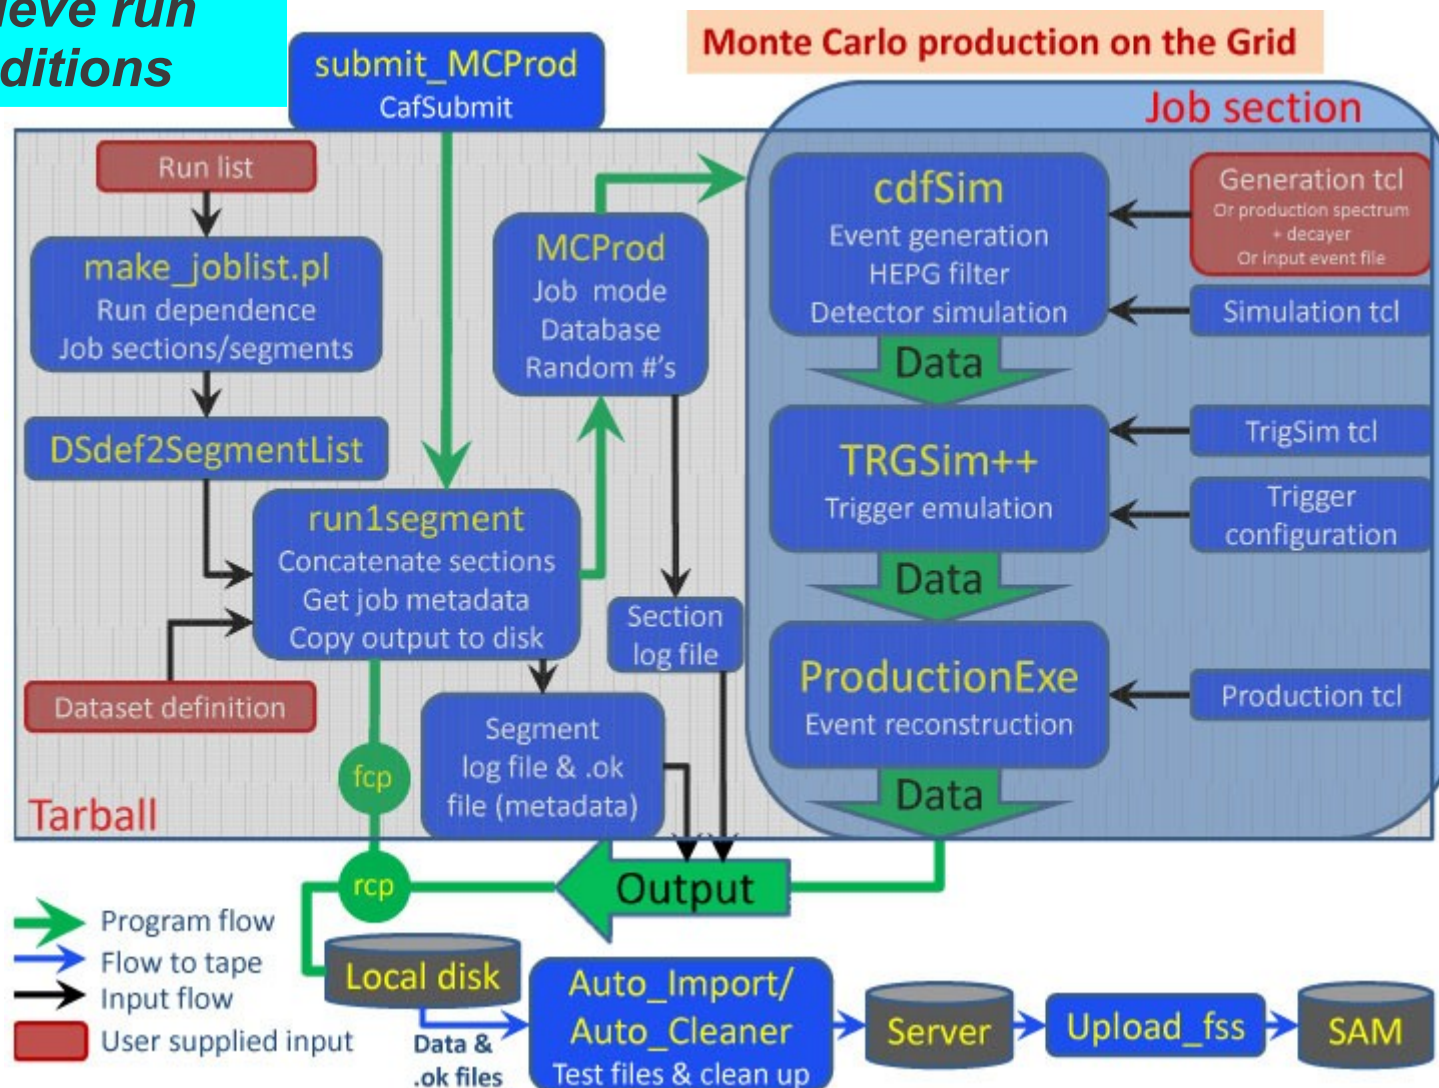 run
ditions
submit_MCProd
CafSubmit
Monte Carlo production on the Grid
Job section
Run list
make_joblist.pl
Run dependence
Job sections/segments
DSdef2SegmentList
MCProd
Job mode
Database
Random #'s
run1segment
Concatenate sections
Get job metadata
Copy output to disk
Dataset definition
Section
log file
Segment
log file & .ok
file (metadata)
Tarball
cdfSim
Event generation
HEPG filter
Detector simulation
Generation tcl
Or production spectrum
+ decayer
Or input event file
Simulation tcl
Data
TRGSim++
Trigger emulation
TrigSim tcl
Trigger
configuration
Data
ProductionExe
Event reconstruction
Production tcl
Data
fcp
rcp
Output
Program flow
Flow to tape
Input flow
User supplied input
Local disk
Data &
.ok files
Auto_Import/
Auto_Cleaner
Test files & clean up
Server
Upload_fss
SAM